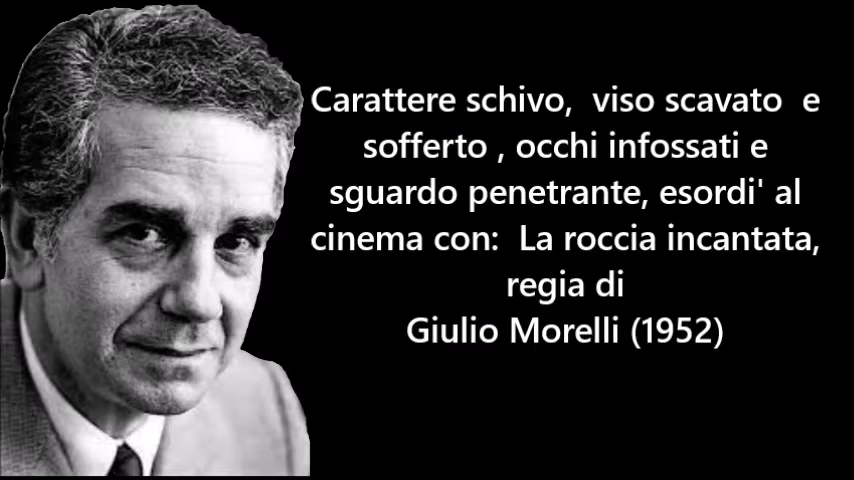 Carattere schivo,  viso scavato  e
sofferto , occhi infossati e
sguardo penetrante, esordi' al
cinema con:  La roccia incantata,
regia di
Giulio Morelli (1952)